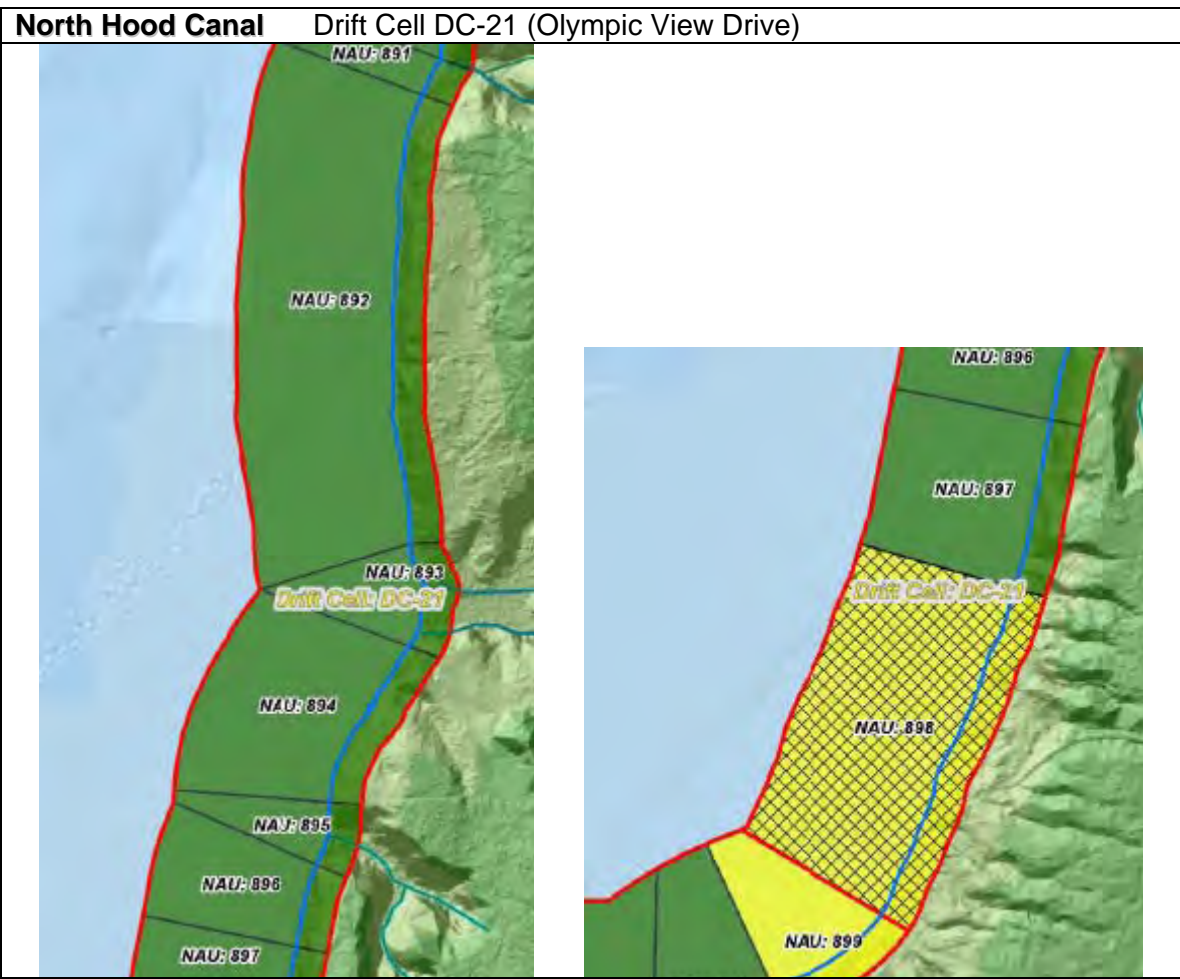 North Hood Canal Drift Cell DC-21 (Olympic View Drive)
NAU: 891
NAU: 892
NAU: 893
Drift Cell: DC-21
NAU: 894
NAU: 895
NAU: 896
NAU: 897
NAU: 896
NAU: 897
Drift Cell: DC-21
NAU: 898
NAU: 899